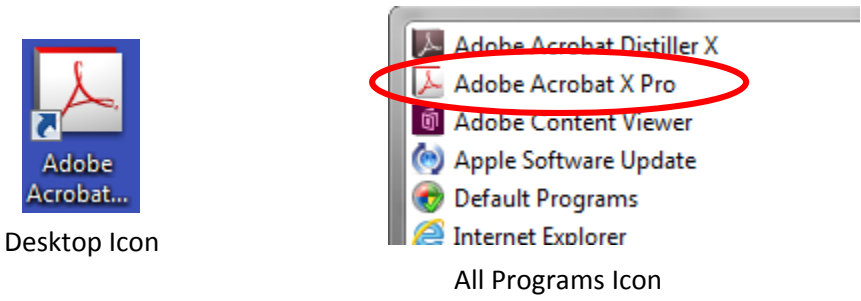 Adobe
Acrobat...
Desktop Icon
Adobe Acrobat Distiller X
Adobe Acrobat X Pro
Adobe Content Viewer
Apple Software Update
Default Programs
Internet Explorer
All Programs Icon